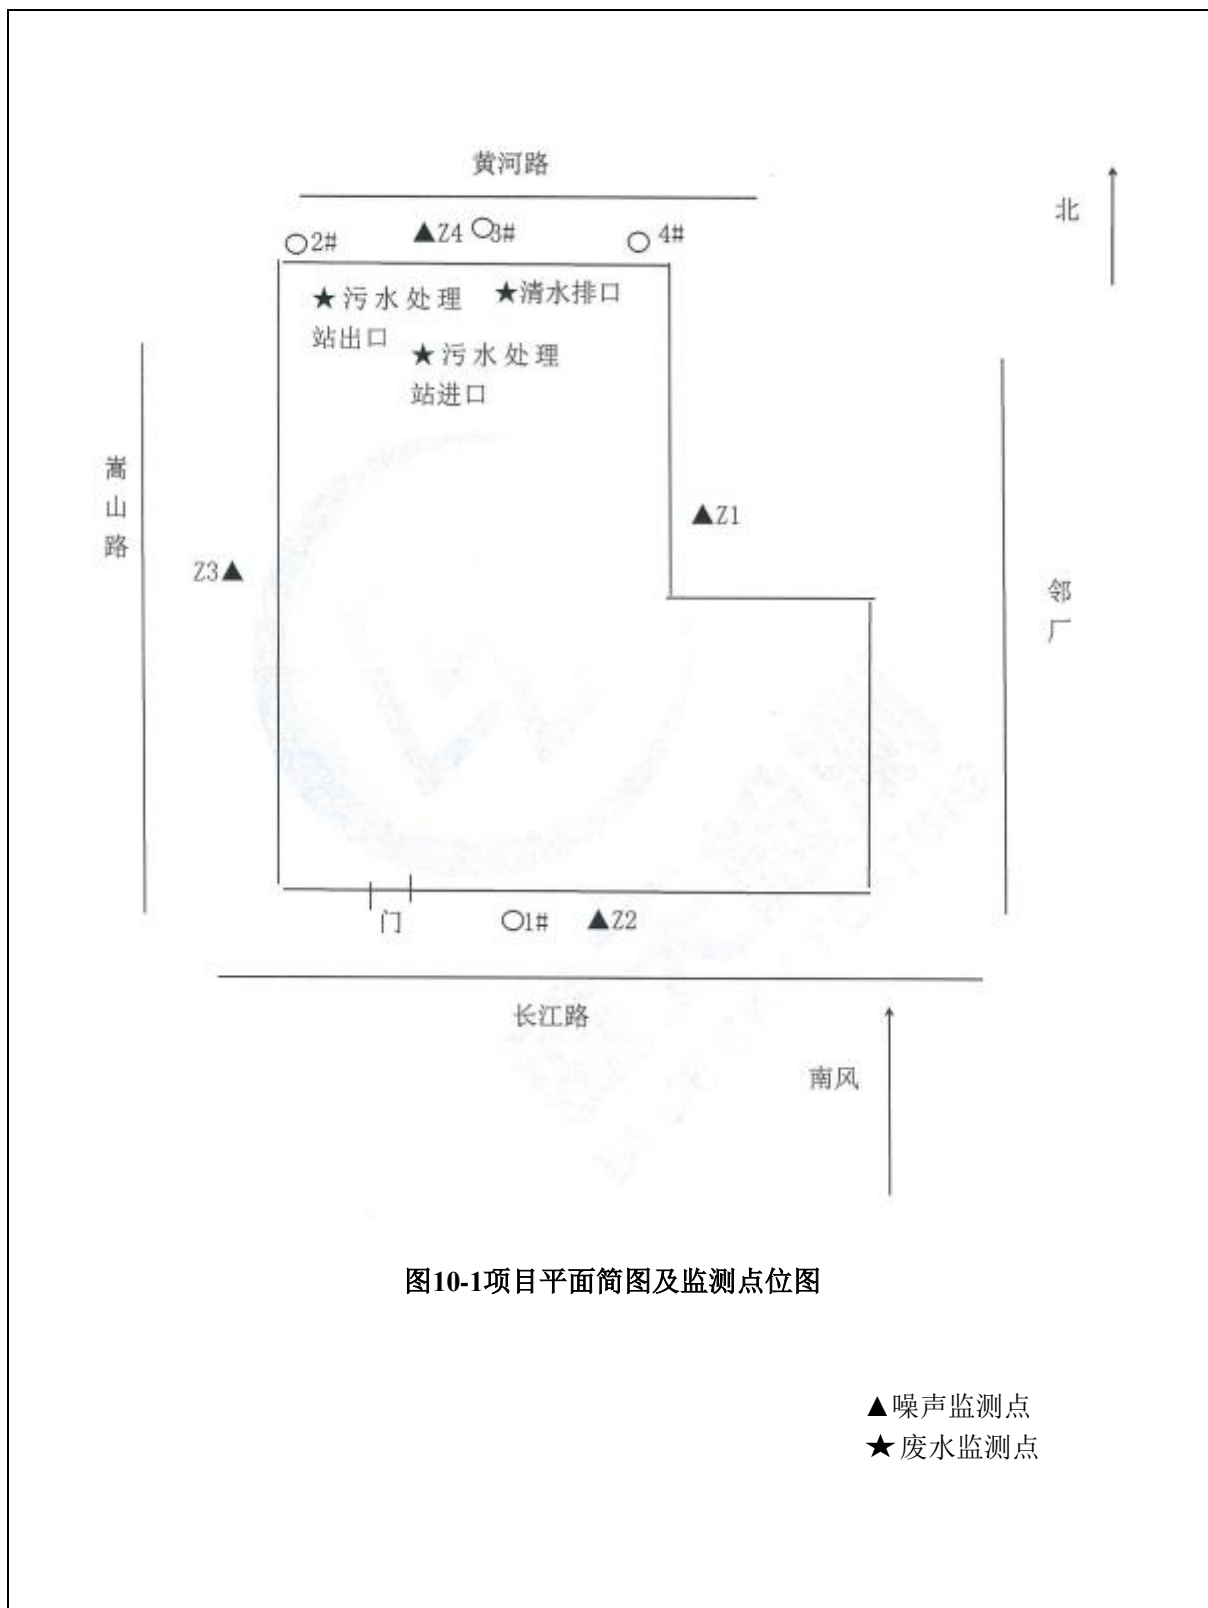 黄河路
北
○2#
▲Z4
○3#
○4#
★污水处理
站出口
★清水排口
★污水处理
站进口
嵩
山
路
▲Z1
Z3▲
邻
厂
门
○1#
▲Z2
长江路
南风
图10-1项目平面简图及监测点位图
▲噪声监测点
★废水监测点